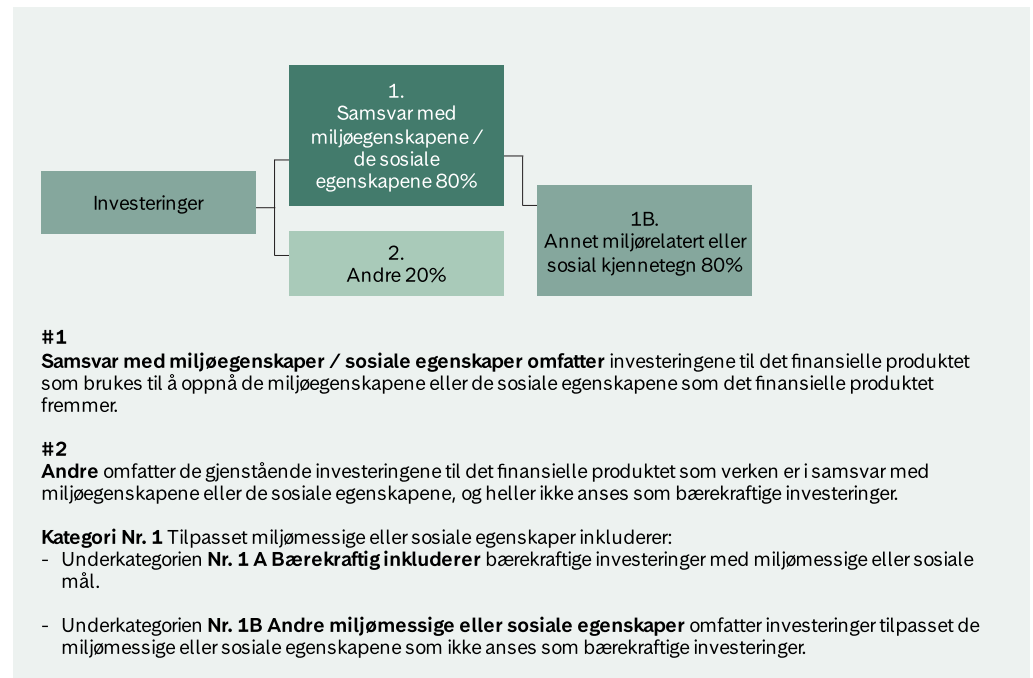 1.
Samsvar med
miljøegenskapene /
de sosiale
egenskapene 80%
Investeringer
2.
Andre 20%
1B.
Annet miljørelatert eller
sosial kjennetegn 80%
#1
Samsvar med miljøegenskaper / sosiale egenskaper omfatter investeringene til det finansielle produktet
som brukes til å oppnå de miljøegenskapene eller de sosiale egenskapene som det finansielle produktet
fremmer.
#2
Andre omfatter de gjenstående investeringene til det finansielle produktet som verken er i samsvar med
miljøegenskapene eller de sosiale egenskapene, og heller ikke anses som bærekraftige investeringer.
Kategori Nr. 1 Tilpasset miljømessige eller sosiale egenskaper inkluderer:
- Underkategorien Nr. 1 A Bærekraftig inkluderer bærekraftige investeringer med miljømessige eller sosiale
mål.
- Underkategorien Nr. 1B Andre miljømessige eller sosiale egenskaper omfatter investeringer tilpasset de
miljømessige eller sosiale egenskapene som ikke anses som bærekraftige investeringer.